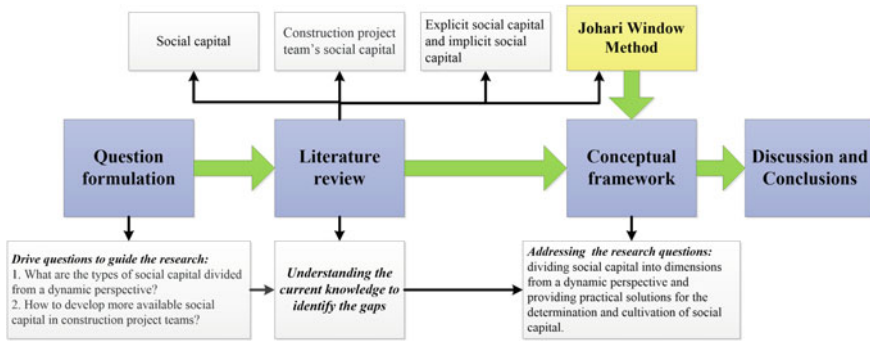 Social capital
Construction project
team's social capital
Explicit social capital
and implicit social
capital
Johari Window
Method
Question
formulation
Literature
review
Conceptual
framework
Discussion and
Conclusions
Drive questions to guide the research:
1. What are the types of social capital divided
from a dynamic perspective?
2. How to develop more available social
capital in construction project teams?
Understanding the
current knowledge to
identify the gaps
Addressing the research questions:
dividing social capital into dimensions
from a dynamic perspective and
providing practical solutions for the
determination and cultivation of social
capital.